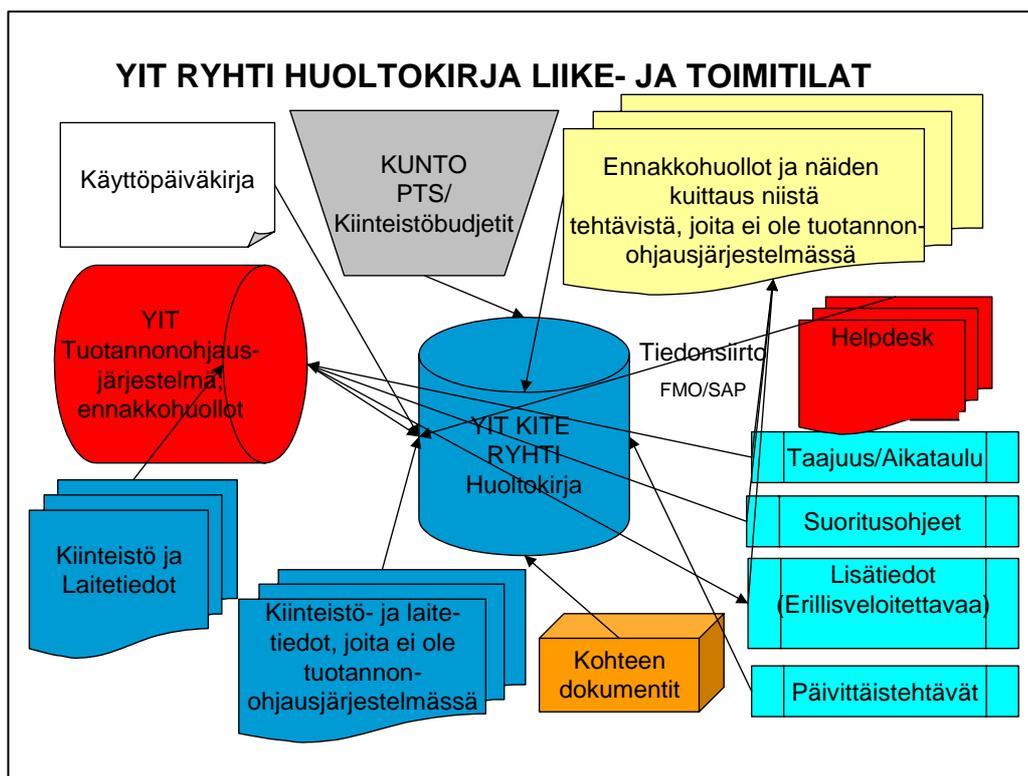 YIT RYHTI HUOLTOKIRJA LIIKE- JA TOIMITILAT
Käyttöpäiväkirja
KUNTO
PTS/
Kiinteistöbudjetit
Ennakkohuollot ja näiden
kuittaus niistä
tehtävistä, joita ei ole tuotannon-
ohjausjärjestelmässä
YIT
Tuotannonohjaus-
järjestelmä,
ennakkohuollot
Tiedonsiirto
FMO/SAP
Helpdesk
YIT KITE
RYHTI
Huoltokirja
Taajuus/Aikataulu
Suoritusohjeet
Kiinteistö ja
Laitetiedot
Lisätiedot
(Erillisveloitettavaa)
Kiinteistö- ja laite-
tiedot, joita ei ole
tuotannon-
ohjausjärjestelmässä
Kohteen
dokumentit
Päivittäistehtävät